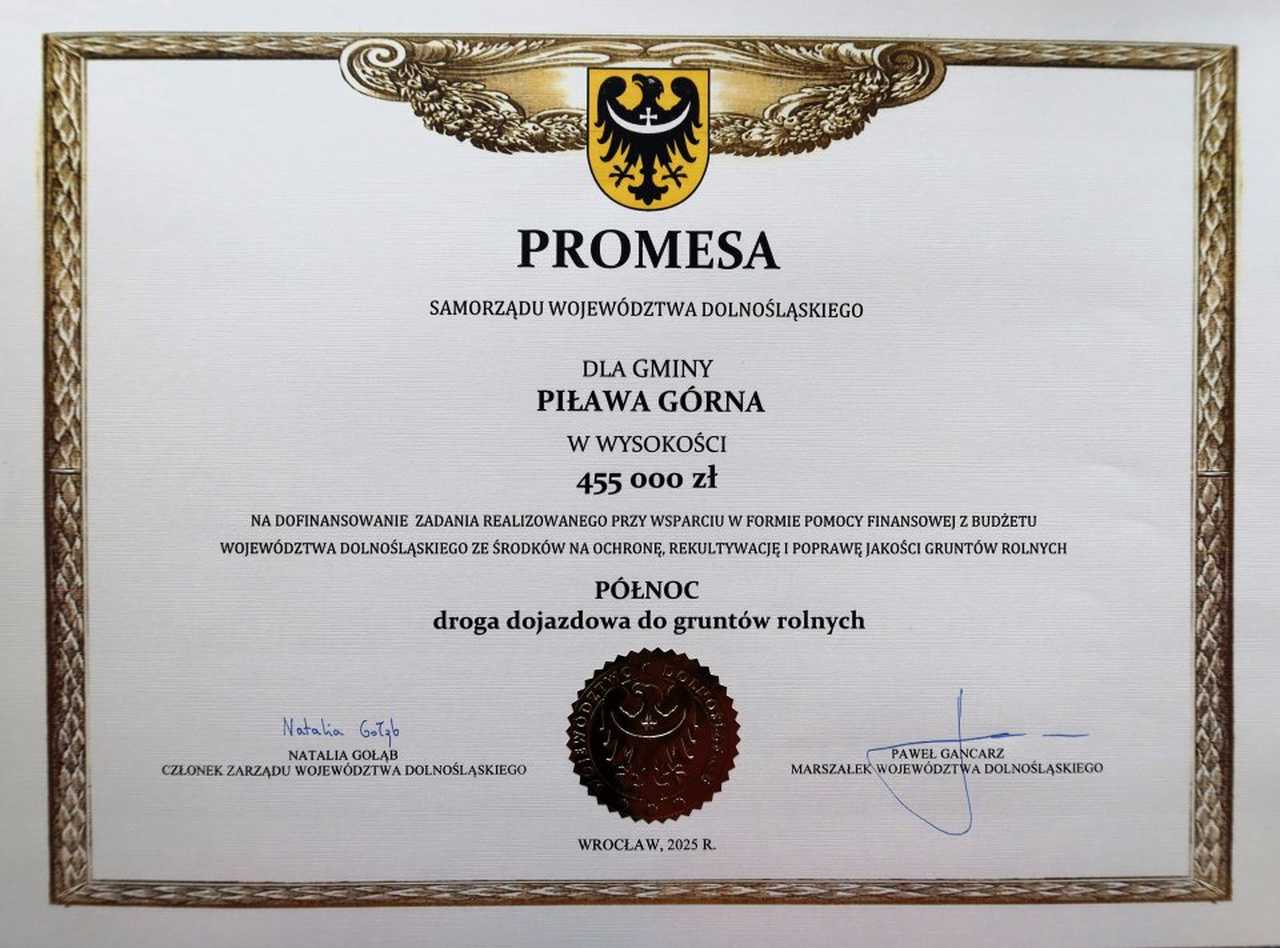 PROMESA
SAMORZĄDU WOJEWÓDZTWA DOLNOŚLĄSKIEGO
DLA GMINY
PIŁAWA GÓRNA
W WYSOKOŚCI
455 000 zł
NA DOFINANSOWANIE ZADANIA REALIZOWANEGO PRZY WSPARCIU W FORMIE POMOCY FINANSOWEJ Z BUDŻETU
WOJEWÓDZTWA DOLNOŚLĄSKIEGO ZE ŚRODKÓW NA OCHRONĘ, REKULTYWACJĘ I POPRAWĘ JAKOŚCI GRUNTÓW ROLNYCH
PÓŁNOC
droga dojazdowa do gruntów rolnych
WOJEWÓDZTWO DOLNOŚLĄSKIE
Natalia Gołąb
NATALIA GOŁĄB
CZŁONEK ZARZĄDU WOJEWÓDZTWA DOLNOŚLĄSKIEGO
PAWEŁ GANCARZ
MARSZAŁEK WOJEWÓDZTWA DOLNOŚLĄSKIEGO
WROCŁAW, 2025 R.